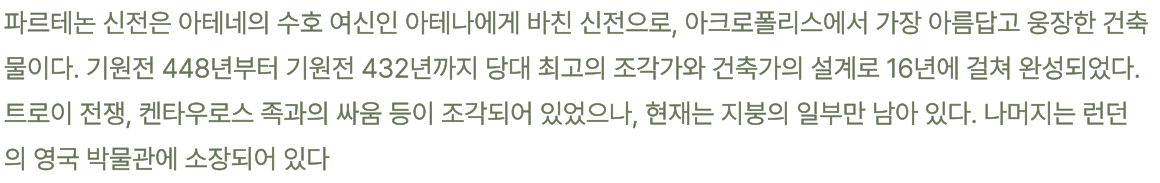 파르테논 신전은 아테네의 수호 여신인 아테나에게 바친 신전으로, 아크로폴리스에서 가장 아름답고 웅장한 건축
물이다. 기원전 448년부터 기원전 432년까지 당대 최고의 조각가와 건축가의 설계로 16년에 걸쳐 완성되었다.
트로이 전쟁, 켄타우로스 족과의 싸움 등이 조각되어 있었으나, 현재는 지붕의 일부만 남아 있다. 나머지는 런던
의 영국 박물관에 소장되어 있다